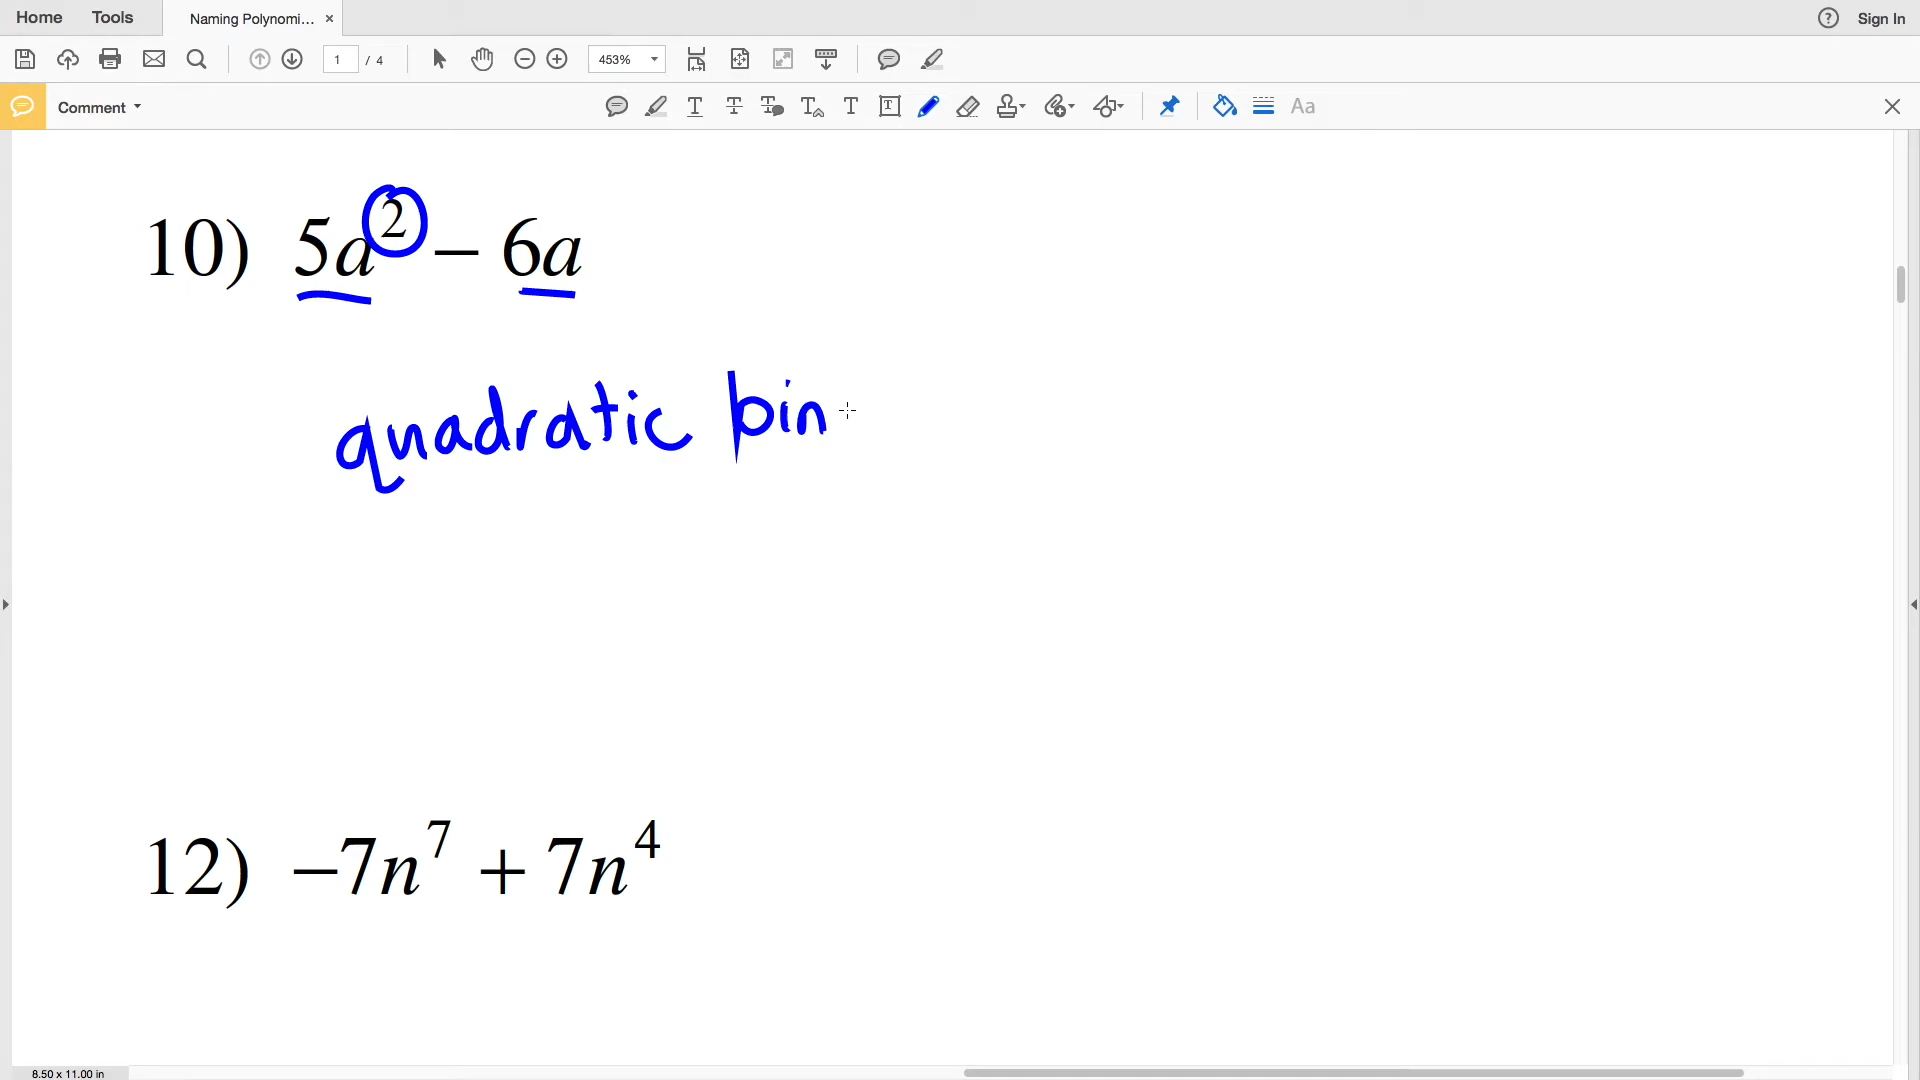 Home Tools Naming Polynomi... × ? Sign In
1 / 4 453%
Comment T T T T T T Aa
10) 5a² − 6a
quadratic bin
12) −7n⁷ + 7n⁴
8.50 x 11.00 in